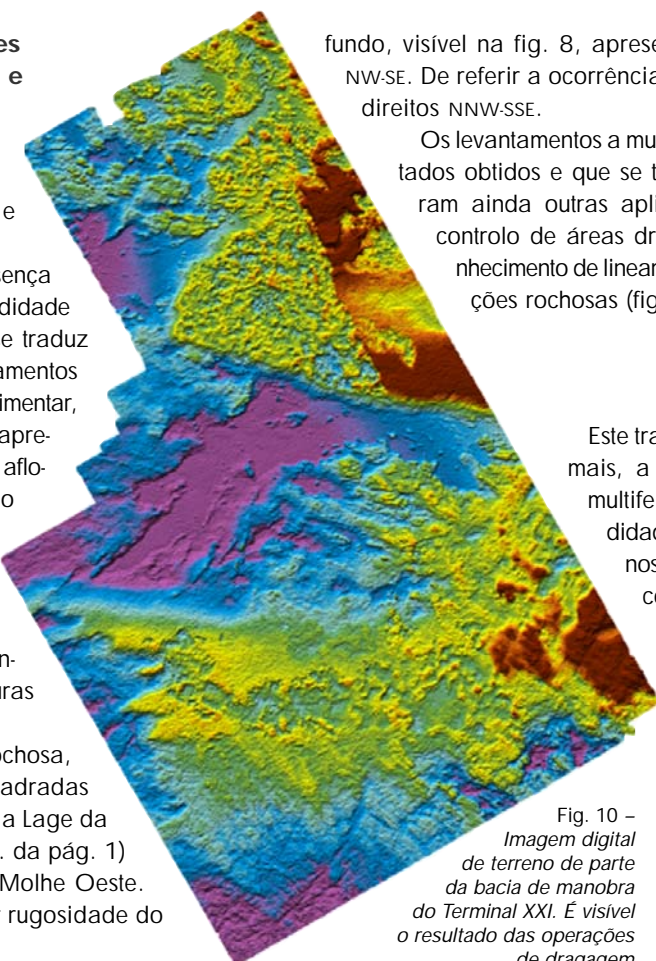 es
e
e
sença
didade
e traduz
amentos
imentar,
apre-
aflo-
o
n-
uras
ochosa,
adradas
a Lage da
. da pág. 1)
Molhe Oeste.
r rugosidade do
fundo, visível na fig. 8, aprese
NW-SE. De referir a ocorrência
direitos NNW-SSE.
Os levantamentos a mu
tados obtidos e que se t
ram ainda outras apli
controlo de áreas dr
nhecimento de linear
ções rochosas (fig
Este tra
mais, a
multife
didad
nos
co
Fig. 10 –
Imagem digital
de terreno de parte
da bacia de manobra
do Terminal XXI. É visível
o resultado das operações
de dragagem